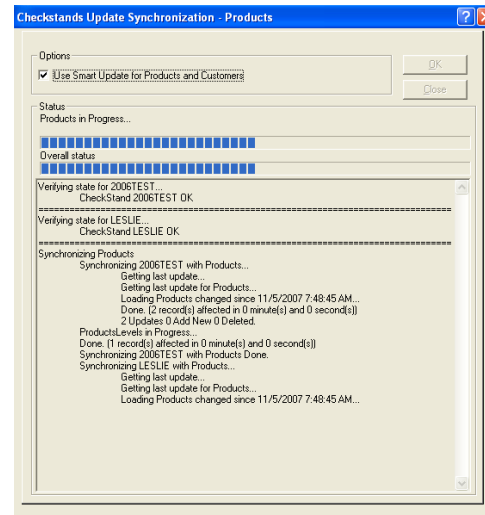 Checkstands Update Synchronization - Products
Options
Use Smart Update for Products and Customers
OK
Close
Status
Products in Progress...
Overall status
Verifying state for 2006TEST...
CheckStand 2006TEST OK
================================================================================
Verifying state for LESLIE...
CheckStand LESLIE OK
================================================================================
Synchronizing Products
Synchronizing 2006TEST with Products...
Getting last update...
Getting last update for Products...
Loading Products changed since 11/5/2007 7:48:45 AM...
Done. (2 record(s) affected in 0 minute(s) and 0 second(s))
2 Updates 0 Add New 0 Deleted.
ProductsLevels in Progress...
Done. (1 record(s) affected in 0 minute(s) and 0 second(s))
Synchronizing 2006TEST with Products Done.
Synchronizing LESLIE with Products...
Getting last update...
Getting last update for Products...
Loading Products changed since 11/5/2007 7:48:45 AM...